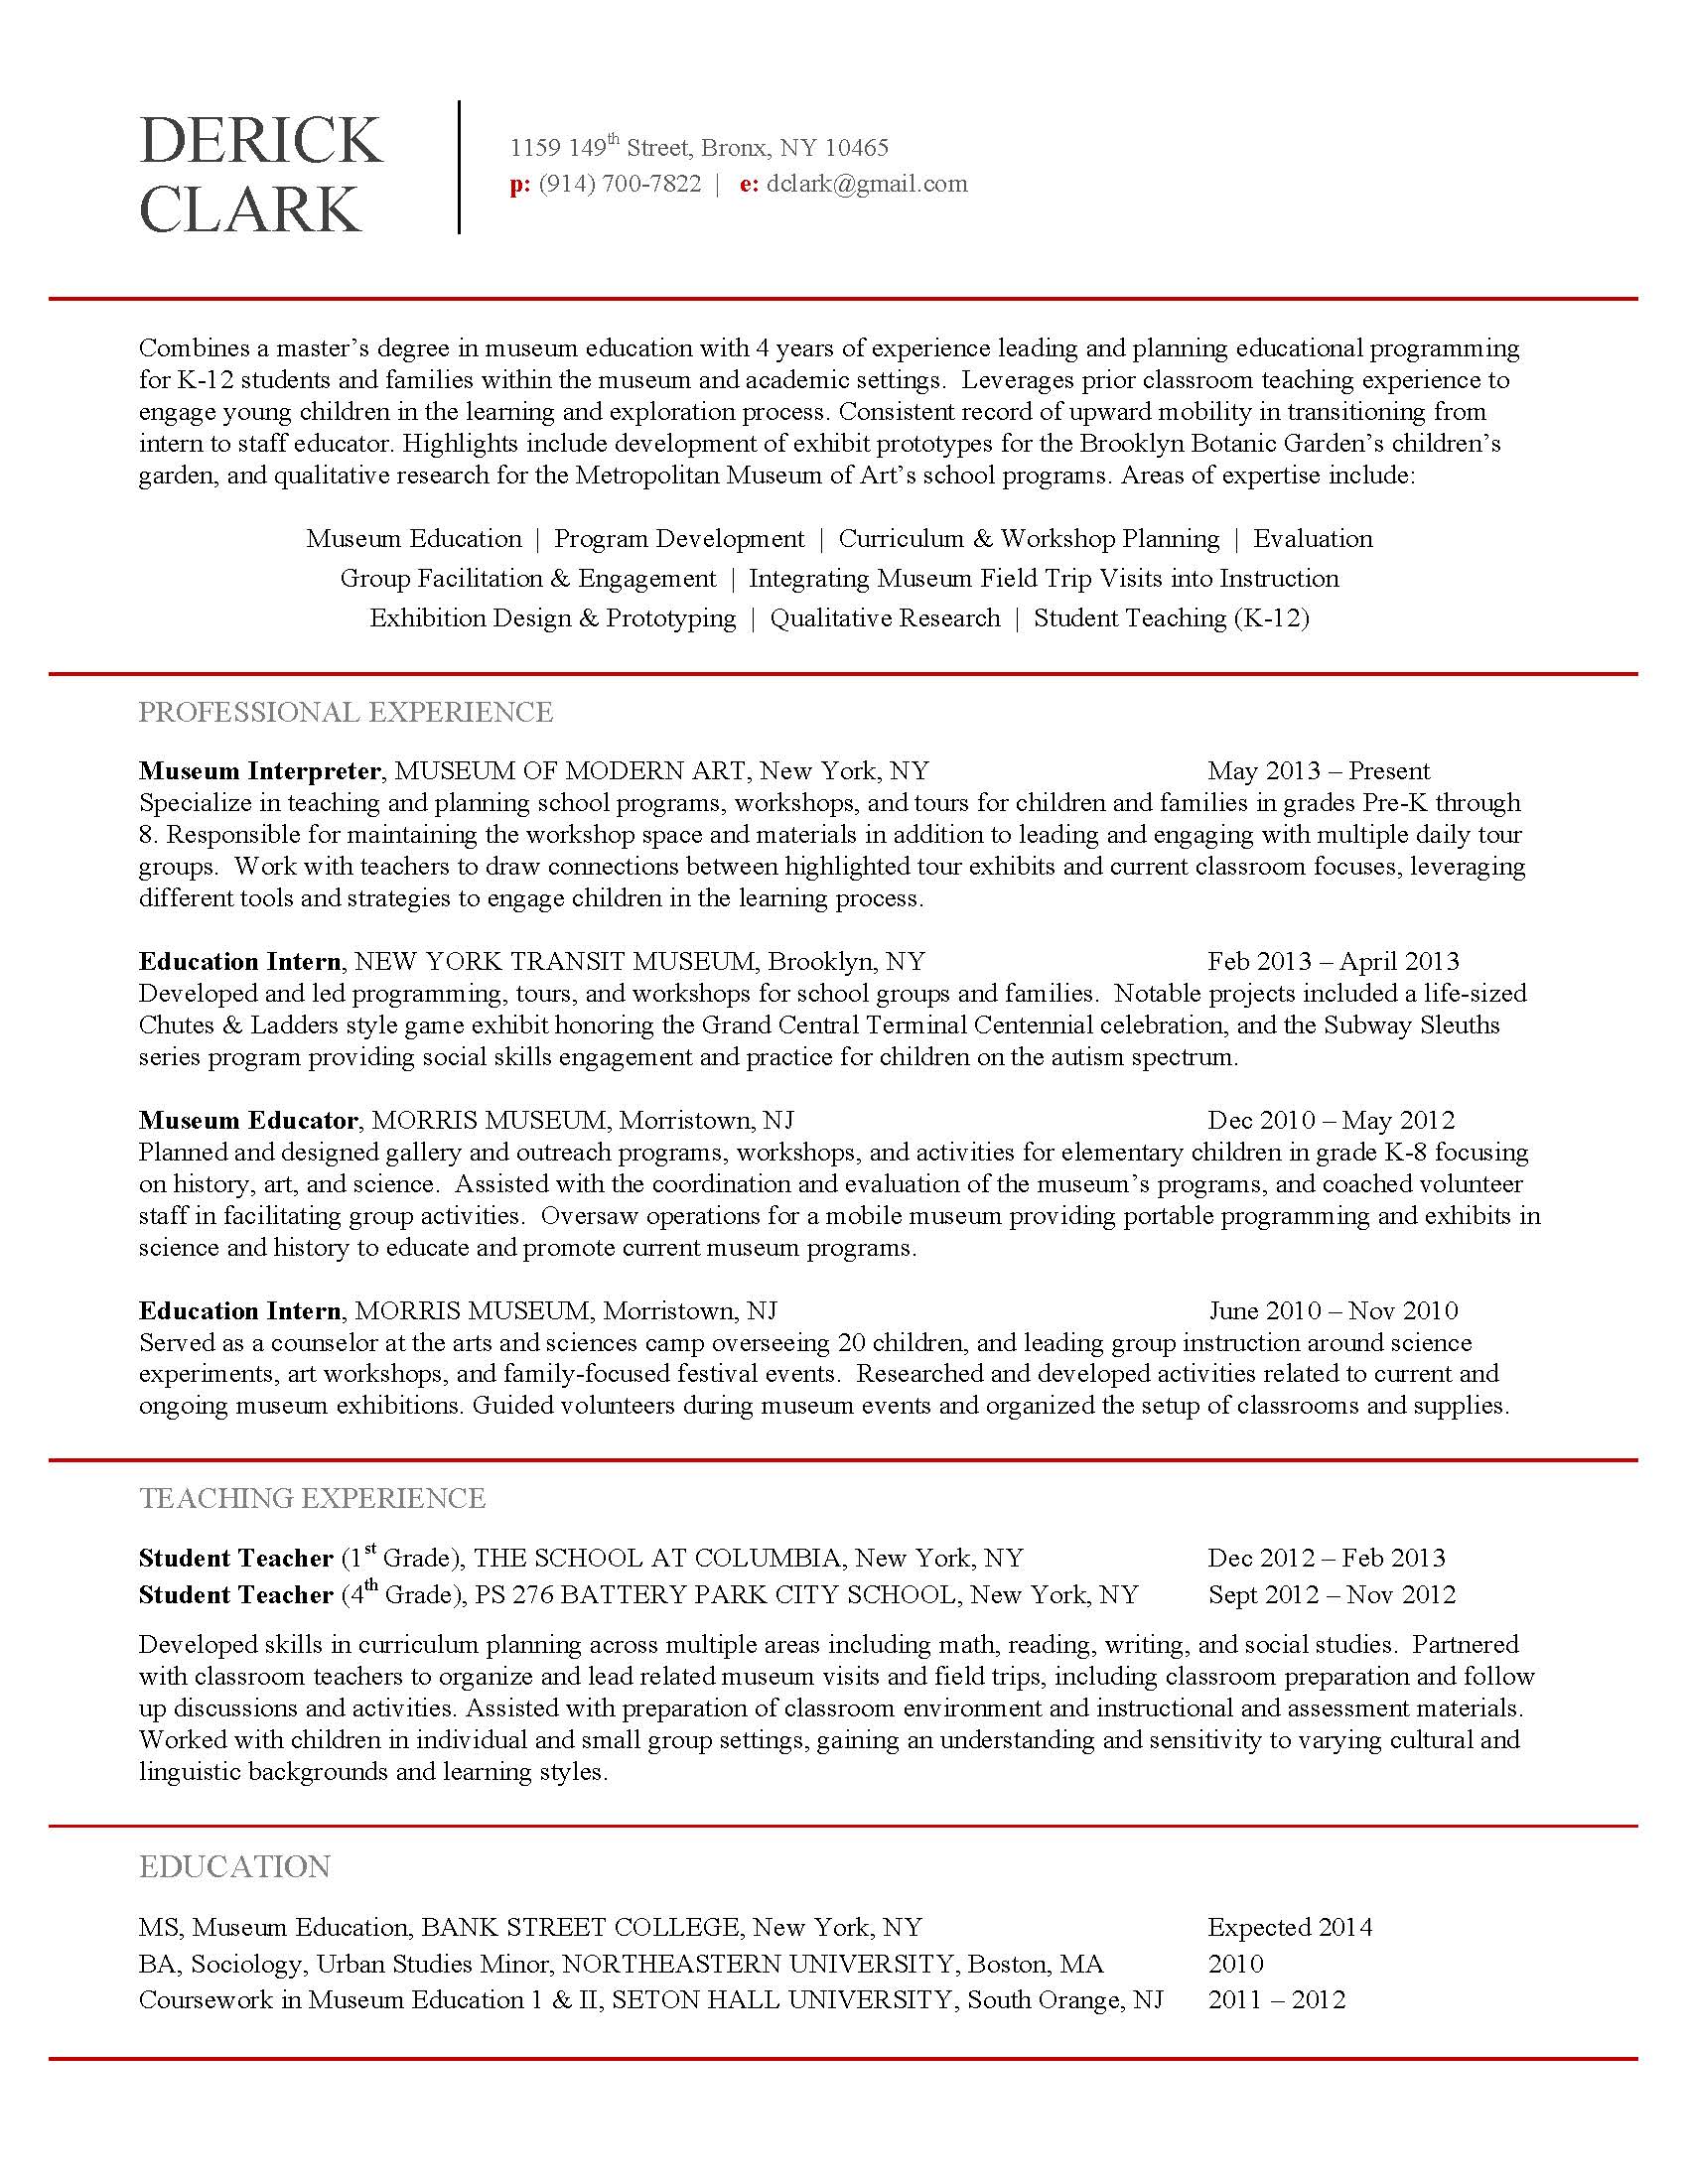 DERICK
CLARK
1159 149th Street, Bronx, NY 10465
p: (914) 700-7822 | e: dclark@gmail.com
Combines a master’s degree in museum education with 4 years of experience leading and planning educational programming
for K-12 students and families within the museum and academic settings.  Leverages prior classroom teaching experience to
engage young children in the learning and exploration process. Consistent record of upward mobility in transitioning from
intern to staff educator. Highlights include development of exhibit prototypes for the Brooklyn Botanic Garden’s children’s
garden, and qualitative research for the Metropolitan Museum of Art’s school programs. Areas of expertise include:
Museum Education | Program Development | Curriculum & Workshop Planning | Evaluation
Group Facilitation & Engagement | Integrating Museum Field Trip Visits into Instruction
Exhibition Design & Prototyping | Qualitative Research | Student Teaching (K-12)
PROFESSIONAL EXPERIENCE
Museum Interpreter, MUSEUM OF MODERN ART, New York, NY May 2013 – Present
Specialize in teaching and planning school programs, workshops, and tours for children and families in grades Pre-K through
8. Responsible for maintaining the workshop space and materials in addition to leading and engaging with multiple daily tour
groups.  Work with teachers to draw connections between highlighted tour exhibits and current classroom focuses, leveraging
different tools and strategies to engage children in the learning process.
Education Intern, NEW YORK TRANSIT MUSEUM, Brooklyn, NY Feb 2013 – April 2013
Developed and led programming, tours, and workshops for school groups and families.  Notable projects included a life-sized
Chutes & Ladders style game exhibit honoring the Grand Central Terminal Centennial celebration, and the Subway Sleuths
series program providing social skills engagement and practice for children on the autism spectrum.
Museum Educator, MORRIS MUSEUM, Morristown, NJ Dec 2010 – May 2012
Planned and designed gallery and outreach programs, workshops, and activities for elementary children in grade K-8 focusing
on history, art, and science.  Assisted with the coordination and evaluation of the museum’s programs, and coached volunteer
staff in facilitating group activities.  Oversaw operations for a mobile museum providing portable programming and exhibits in
science and history to educate and promote current museum programs.
Education Intern, MORRIS MUSEUM, Morristown, NJ June 2010 – Nov 2010
Served as a counselor at the arts and sciences camp overseeing 20 children, and leading group instruction around science
experiments, art workshops, and family-focused festival events.  Researched and developed activities related to current and
ongoing museum exhibitions. Guided volunteers during museum events and organized the setup of classrooms and supplies.
TEACHING EXPERIENCE
Student Teacher (1st Grade), THE SCHOOL AT COLUMBIA, New York, NY Dec 2012 – Feb 2013
Student Teacher (4th Grade), PS 276 BATTERY PARK CITY SCHOOL, New York, NY Sept 2012 – Nov 2012
Developed skills in curriculum planning across multiple areas including math, reading, writing, and social studies.  Partnered
with classroom teachers to organize and lead related museum visits and field trips, including classroom preparation and follow
up discussions and activities. Assisted with preparation of classroom environment and instructional and assessment materials.
Worked with children in individual and small group settings, gaining an understanding and sensitivity to varying cultural and
linguistic backgrounds and learning styles.
EDUCATION
MS, Museum Education, BANK STREET COLLEGE, New York, NY Expected 2014
BA, Sociology, Urban Studies Minor, NORTHEASTERN UNIVERSITY, Boston, MA 2010
Coursework in Museum Education 1 & II, SETON HALL UNIVERSITY, South Orange, NJ 2011 – 2012